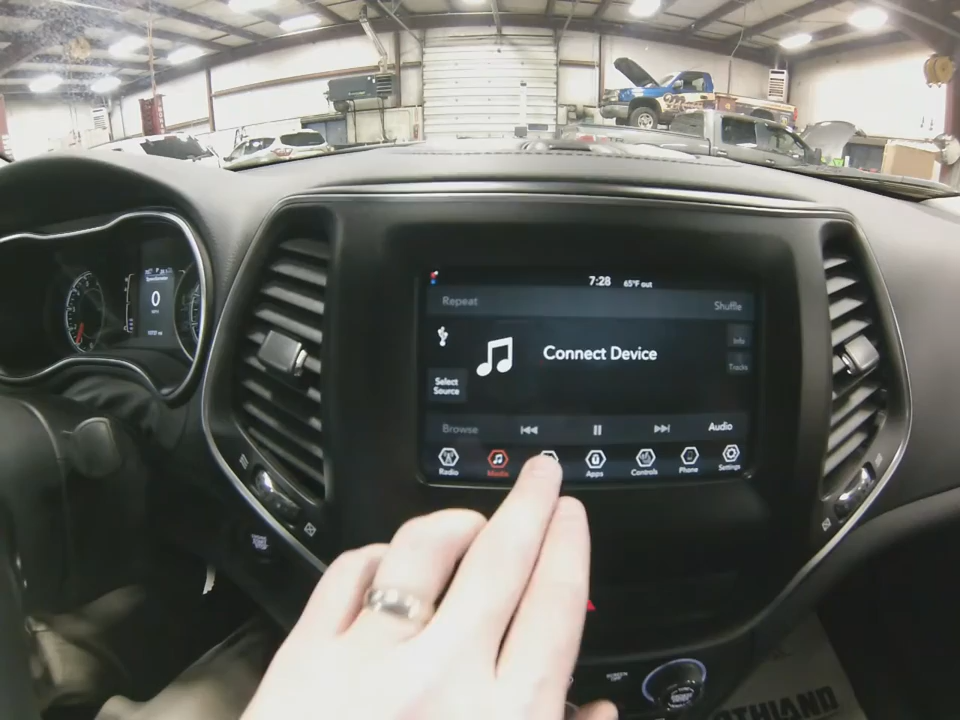 7:28 65°F out
Repeat
Shuffle
Info
Connect Device
Tracks
Select
Source
Browse
Audio
Radio
Media
Apps
Controls
Phone
Settings
0